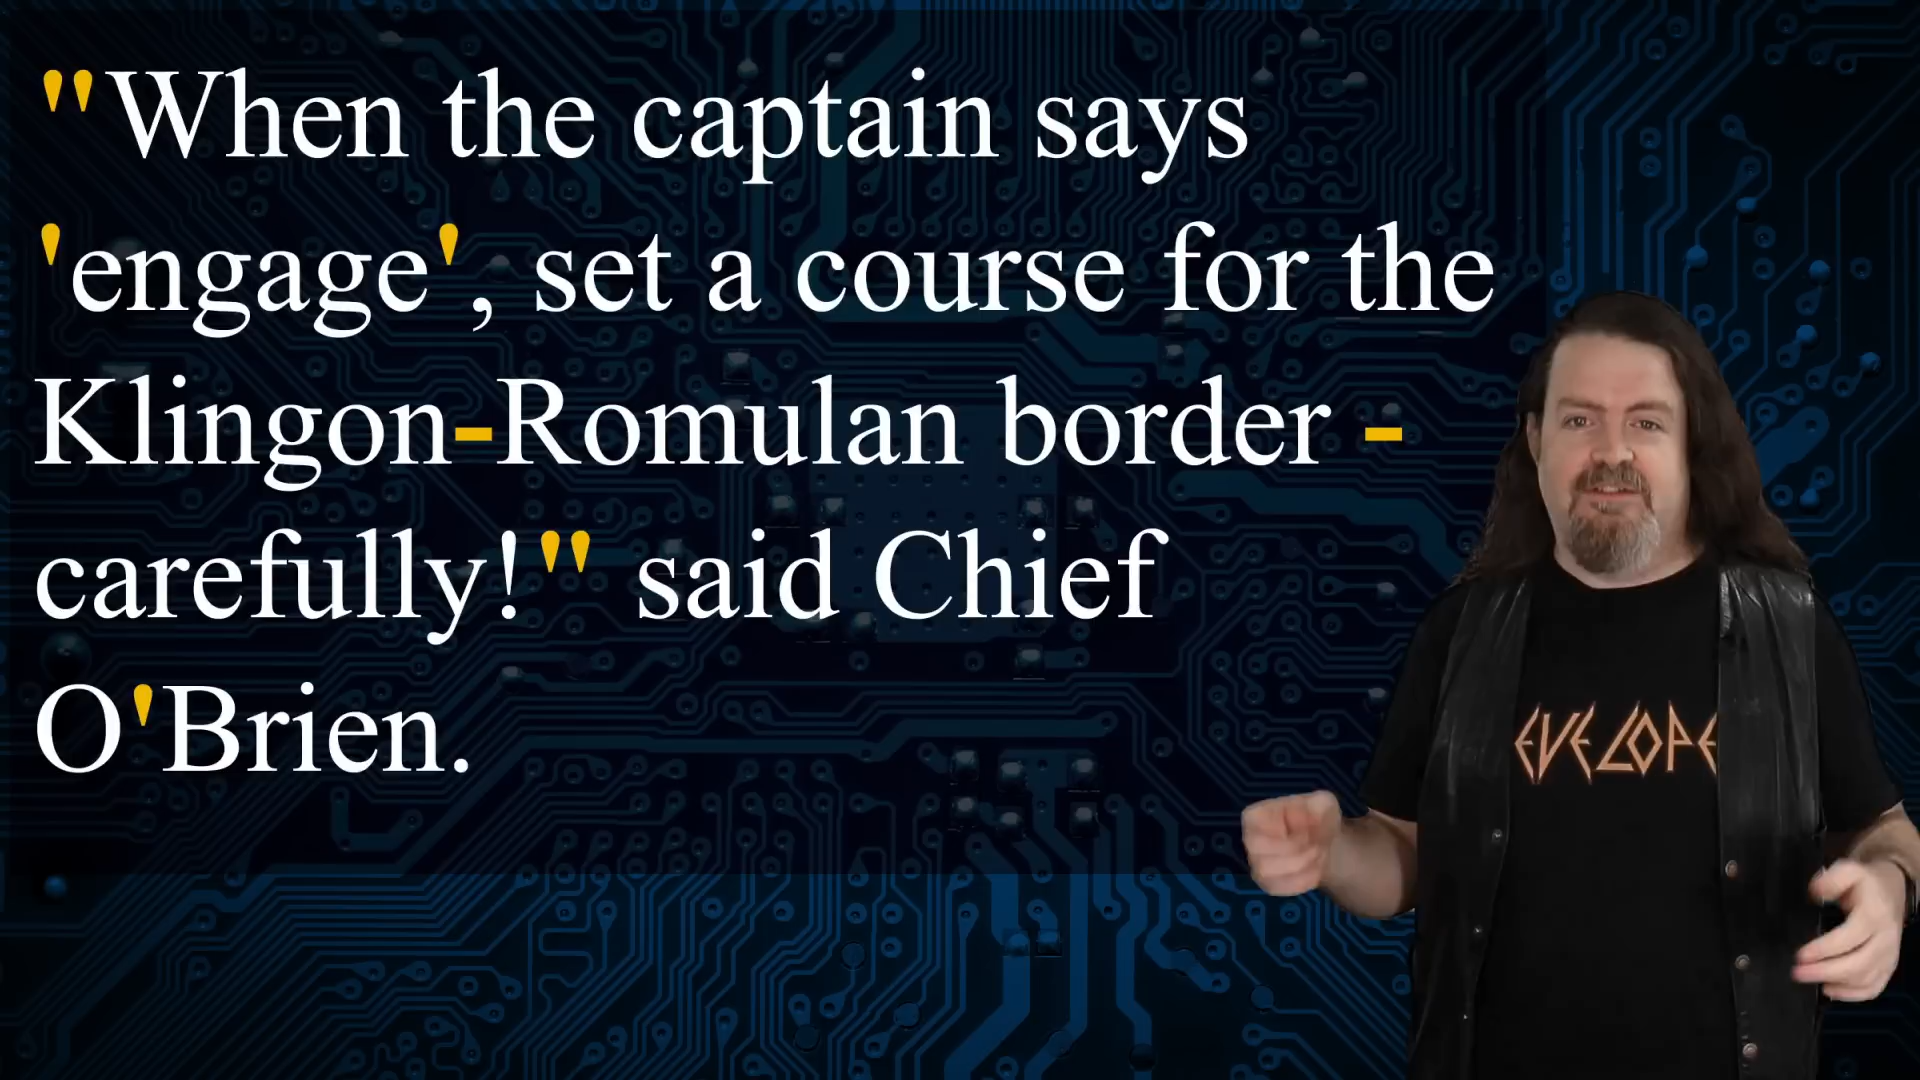 "When the captain says
'engage', set a course for the
Klingon-Romulan border -
carefully!" said Chief
O'Brien.
EVELOPE